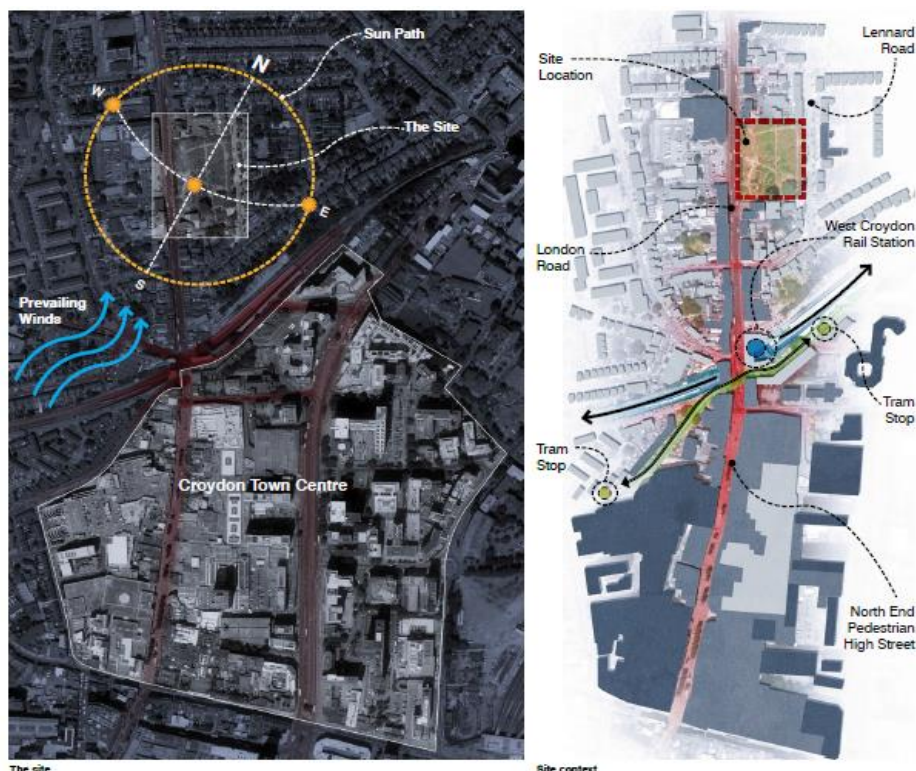 Sun Path
N
W
The Site
E
S
Prevailing
Winds
Croydon Town Centre
The site
Lennard
Road
Site
Location
West Croydon
Rail Station
London
Road
Tram
Stop
Tram
Stop
North End
Pedestrian
High Street
Site context